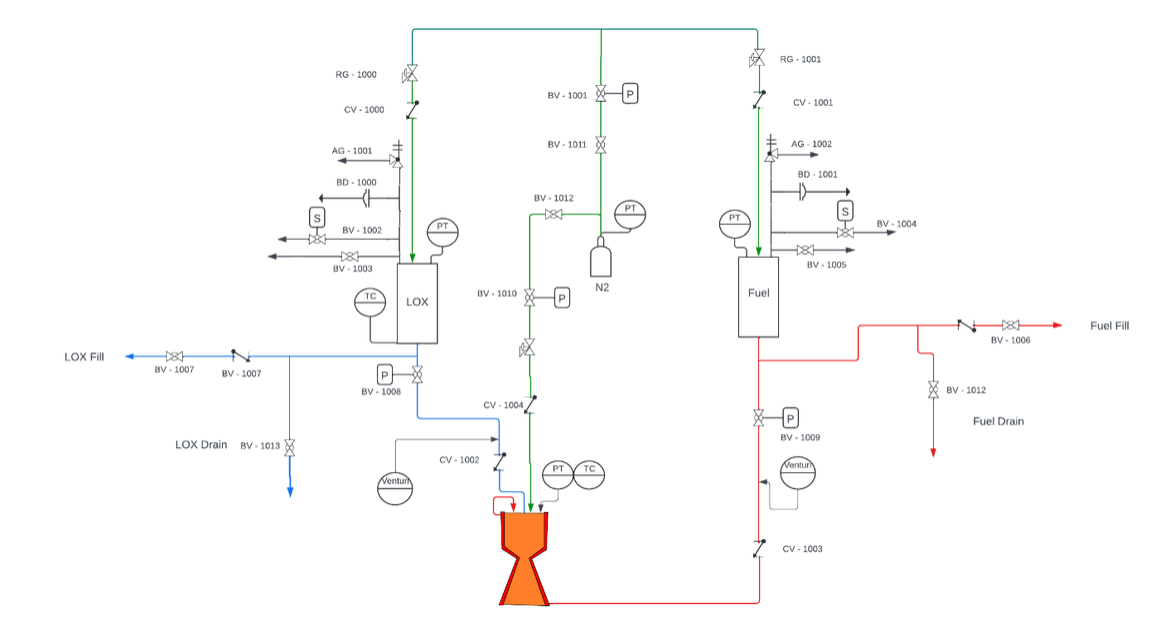 RG - 1000
RG - 1001
BV - 1001
P
CV - 1000
CV - 1001
AG - 1001
BV - 1011
AG - 1002
BD - 1000
BD - 1001
BV - 1012
PT
S
BV - 1002
PT
PT
S
BV - 1004
BV - 1003
BV - 1005
N2
TC
LOX
BV - 1010
P
Fuel
LOX Fill
BV - 1007
BV - 1007
Fuel Fill
BV - 1006
P
BV - 1008
BV - 1012
CV - 1004
P
BV - 1009
Fuel Drain
LOX Drain
BV - 1013
CV - 1002
PT
TC
Venturi
Venturi
CV - 1003